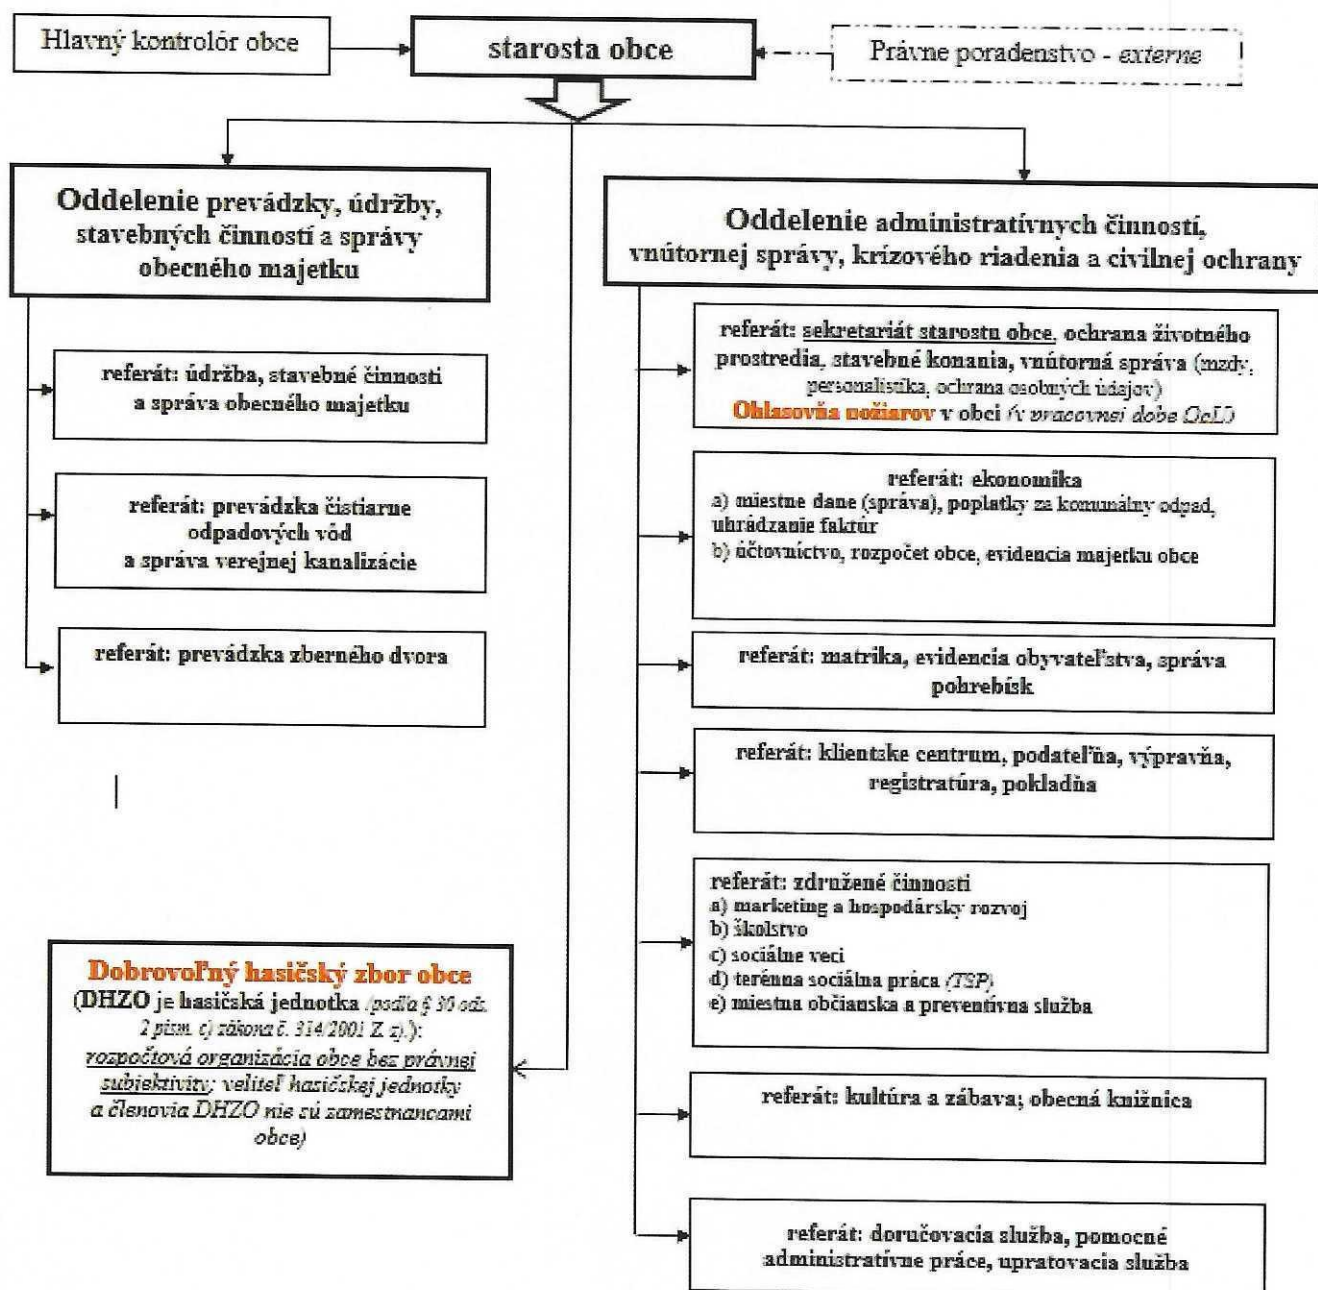 Hlavný kontrolór obce
starosta obce
Právne poradenstvo - externe
Oddelenie prevádzky, údržby,
stavebných činností a správy
obecného majetku
referát: údržba, stavebné činnosti
a správa obecného majetku
referát: prevádzka čistiarne
odpadových vôd
a správa verejnej kanalizácie
referát: prevádzka zberného dvora
Dobrovoľný hasičský zbor obce
(DHZO je hasičská jednotka (podľa § 30 ods.
2 písm. c) zákona č. 314/2001 Z. z).):
rozpočtová organizácia obce bez právnej
subjektivity; veliteľ hasičskej jednotky
a členovia DHZO nie sú zamestnancami
obce)
Oddelenie administratívnych činností,
vnútornej správy, krízového riadenia a civilnej ochrany
referát: sekretariát starostu obce, ochrana životného
prostredia, stavebné konania, vnútorná správa (mzdy,
personalistika, ochrana osobných údajov)
Ohlasovňa požiarov v obci (v pracovnej dobe OcÚ)
referát: ekonomika
a) miestne dane (správa), poplatky za komunálny odpad,
uhrádzanie faktúr
b) účtovníctvo, rozpočet obce, evidencia majetku obce
referát: matrika, evidencia obyvateľstva, správa
pohrebísk
referát: klientske centrum, podateľňa, výpravňa,
registratúra, pokladňa
referát: združené činnosti
a) marketing a hospodársky rozvoj
b) školstvo
c) sociálne veci
d) terénna sociálna práca (TSP)
e) miestna občianska a preventívna služba
referát: kultúra a zábava; obecná knižnica
referát: doručovacia služba, pomocné
administratívne práce, upratovacia služba